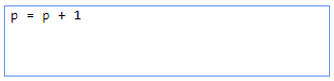 p = p + 1